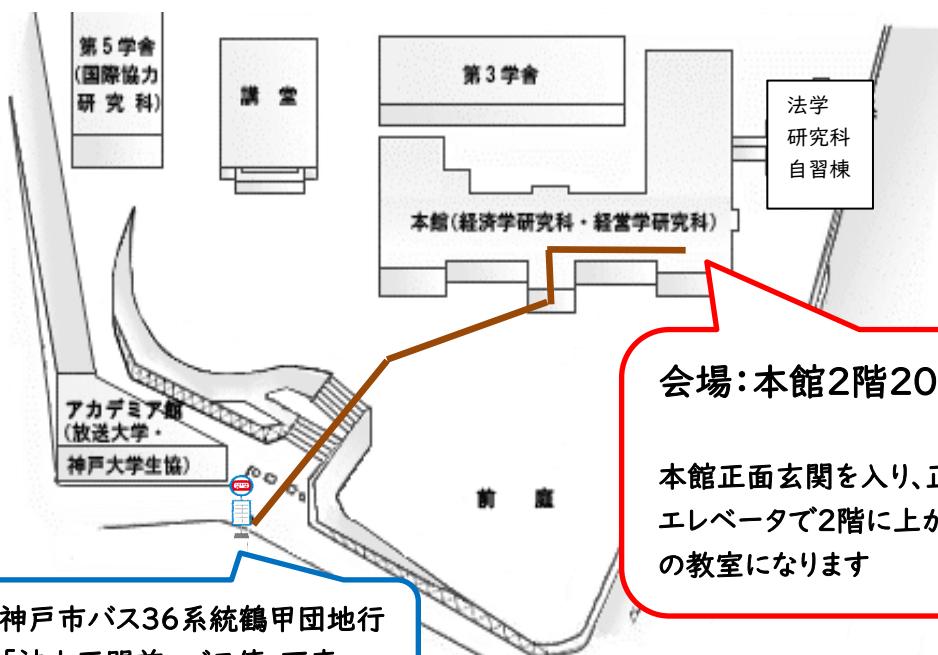 第5学舎
(国際協力
研究科)
講堂
第3学舎
法学
研究科
自習棟
本館(経済学研究科・経営学研究科)
アカデミア館
(放送大学・
神戸大学生協)
前庭
会場:本館2階20
本館正面玄関を入り、正
エレベータで2階に上が
の教室になります
神戸市バス36系統鶴甲団地行